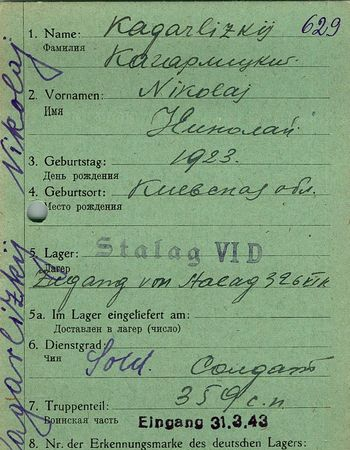 629
1. Name: Kagarlizkij
Фамилия Кагарлицкий
2. Vornamen: Nikolaj
Имя Николай
3. Geburtstag: 1923.
День рождения
4. Geburtsort: Киевская обл.
Место рождения
5. Lager: Stalag VI D
Лагер
Zugang von Stalag 326 VI K
5a. Im Lager eingeliefert am:
Доставлен в лагер (число)
6. Dienstgrad: Sold. Солдат
Чин
7. Truppenteil: 359 с.п.
Воинская часть Eingang 31.3.43
8. Nr. der Erkennungsmarke des deutschen Lagers:
Kagarlizkij Nikolaj